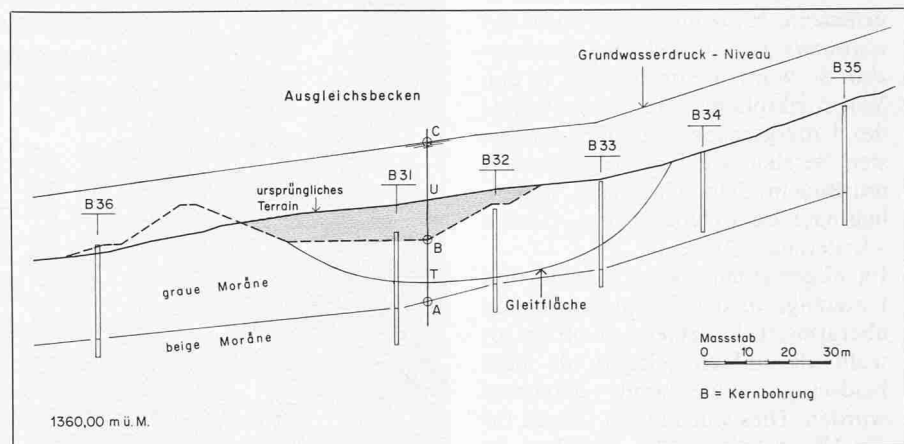 Grundwasserdruck - Niveau
B35
Ausgleichsbecken
C
B34
B33
B32
U
B31
ursprüngliches
Terrain
B36
B
T
graue Moräne
Gleitfläche
A
beige Moräne
Massstab
0 10 20 30 m
B = Kernbohrung
1360,00 m ü. M.